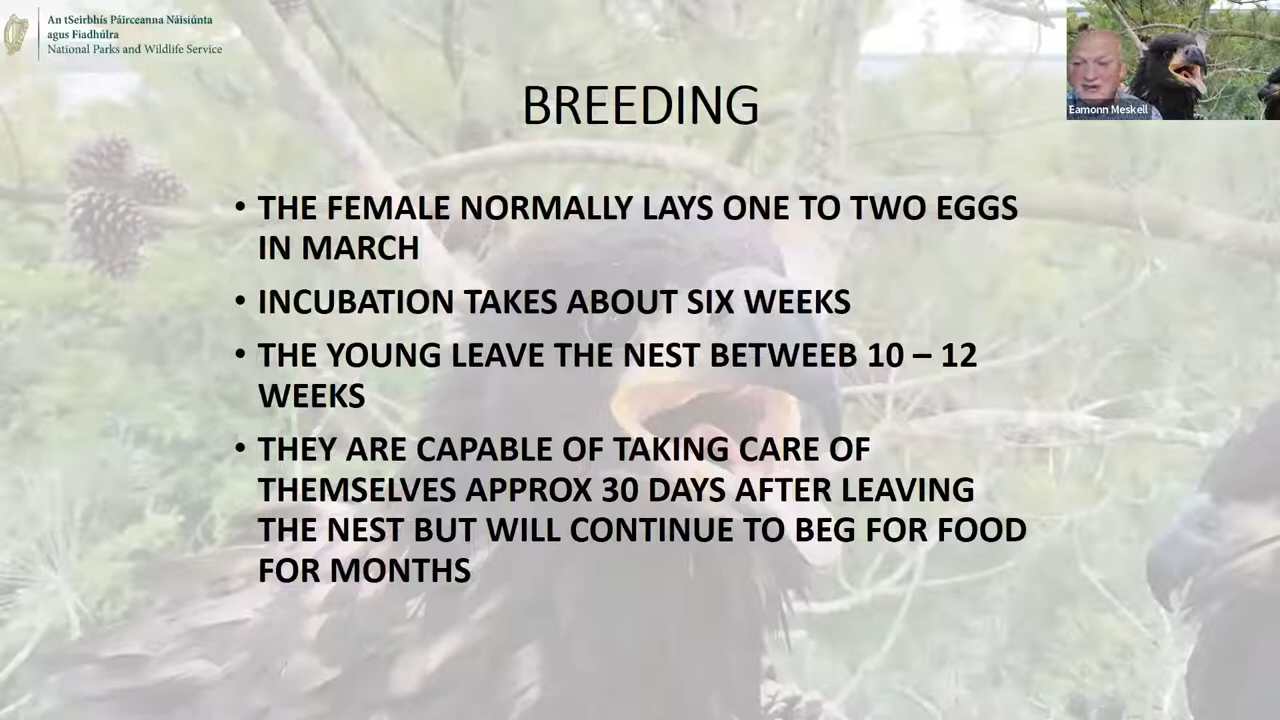 An tSeirbhís Páirceanna Náisiúnta
agus Fiadhúlra
National Parks and Wildlife Service
Eamonn Meskell
BREEDING
• THE FEMALE NORMALLY LAYS ONE TO TWO EGGS
IN MARCH
• INCUBATION TAKES ABOUT SIX WEEKS
• THE YOUNG LEAVE THE NEST BETWEEB 10 – 12
WEEKS
• THEY ARE CAPABLE OF TAKING CARE OF
THEMSELVES APPROX 30 DAYS AFTER LEAVING
THE NEST BUT WILL CONTINUE TO BEG FOR FOOD
FOR MONTHS